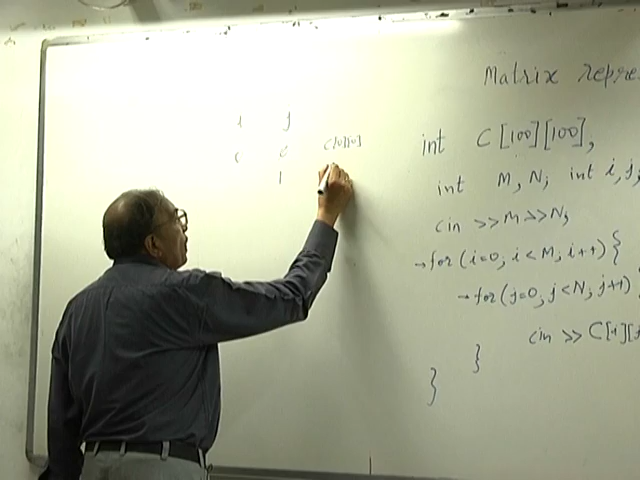 Matrix repre
i j
int C[100][100],
0 0 C[0][0]
int M, N; int i, j;
1
cin >> M >> N;
→ for (i=0; i < M; i++) {
→ for (j=0; j < N; j++)
cin >> C[i][j
}
}